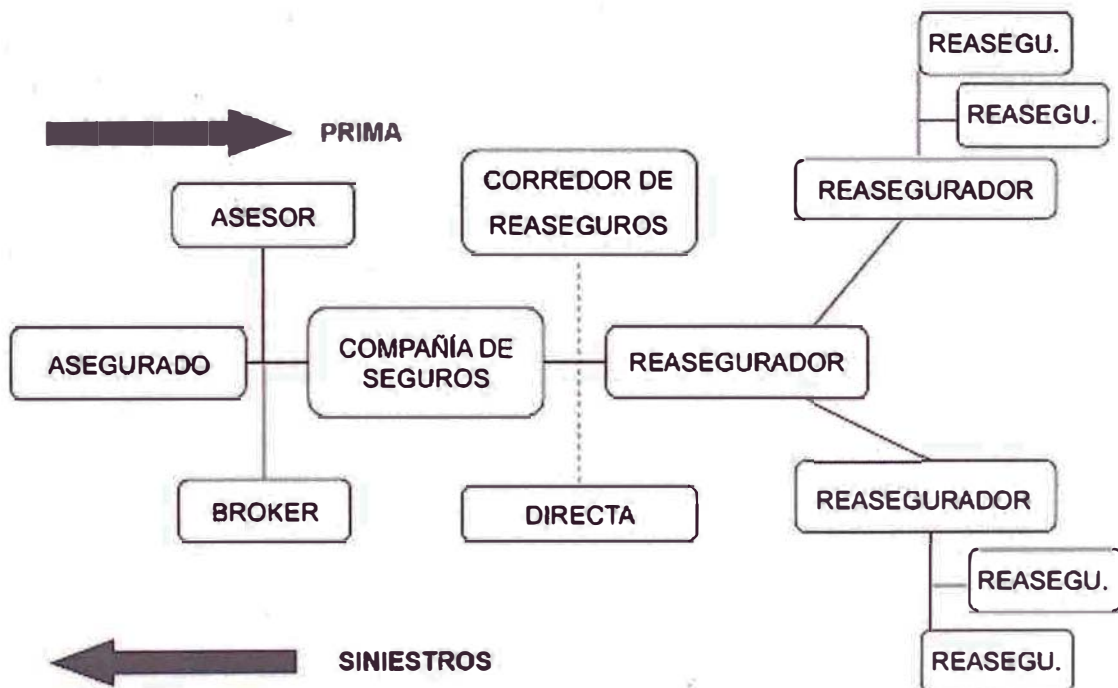 REASEGU.
REASEGU.
PRIMA
CORREDOR DE
REASEGUROS
REASEGURADOR
ASESOR
ASEGURADO
COMPAÑÍA DE
SEGUROS
REASEGURADOR
BROKER
DIRECTA
REASEGURADOR
REASEGU.
SINIESTROS
REASEGU.